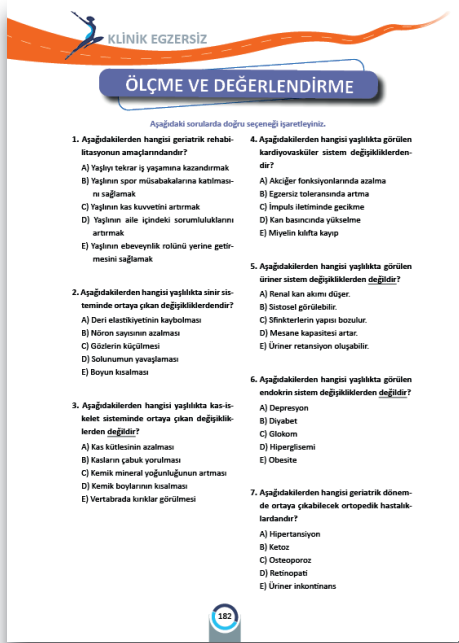 KLİNİK EGZERSİZ
ÖLÇME VE DEĞERLENDİRME
Aşağıdaki sorularda doğru seçeneği işaretleyiniz.
1. Aşağıdakilerden hangisi geriatrik rehabi-
litasyonun amaçlarındandır?
A) Yaşlıyı tekrar iş yaşamına kazandırmak
B) Yaşlının spor müsabakalarına katılması-
nı sağlamak
C) Yaşlının kas kuvvetini artırmak
D) Yaşlının aile içindeki sorumluluklarını
artırmak
E) Yaşlının ebeveynlik rolünü yerine getir-
mesini sağlamak
2. Aşağıdakilerden hangisi yaşlılıkta sinir sis-
teminde ortaya çıkan değişikliklerdendir?
A) Deri elastikiyetinin kaybolması
B) Nöron sayısının azalması
C) Gözlerin küçülmesi
D) Solunumun yavaşlaması
E) Boyun kısalması
3. Aşağıdakilerden hangisi yaşlılıkta kas-is-
kelet sisteminde ortaya çıkan değişiklik-
lerden değildir?
A) Kas kütlesinin azalması
B) Kasların çabuk yorulması
C) Kemik mineral yoğunluğunun artması
D) Kemik boylarının kısalması
E) Vertabrada kırıklar görülmesi
4. Aşağıdakilerden hangisi yaşlılıkta görülen
kardiyovasküler sistem değişikliklerden-
dir?
A) Akciğer fonksiyonlarında azalma
B) Egzersiz toleransında artma
C) İmpuls iletiminde gecikme
D) Kan basıncında yükselme
E) Miyelin kılıfta kayıp
5. Aşağıdakilerden hangisi yaşlılıkta görülen
üriner sistem değişikliklerden değildir?
A) Renal kan akımı düşer.
B) Sistosel görülebilir.
C) Sfinkterlerin yapısı bozulur.
D) Mesane kapasitesi artar.
E) Üriner retansiyon oluşabilir.
6. Aşağıdakilerden hangisi yaşlılıkta görülen
endokrin sistem değişikliklerden değildir?
A) Depresyon
B) Diyabet
C) Glokom
D) Hiperglisemi
E) Obesite
7. Aşağıdakilerden hangisi geriatrik dönem-
de ortaya çıkabilecek ortopedik hastalık-
lardandır?
A) Hipertansiyon
B) Ketoz
C) Osteoporoz
D) Retinopati
E) Üriner inkontinans
182